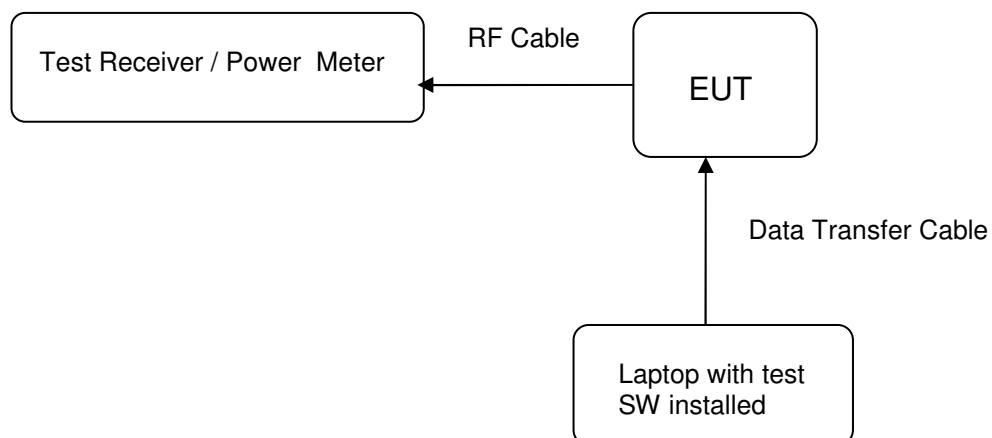 RF Cable
Test Receiver / Power Meter
EUT
Data Transfer Cable
Laptop with test
SW installed